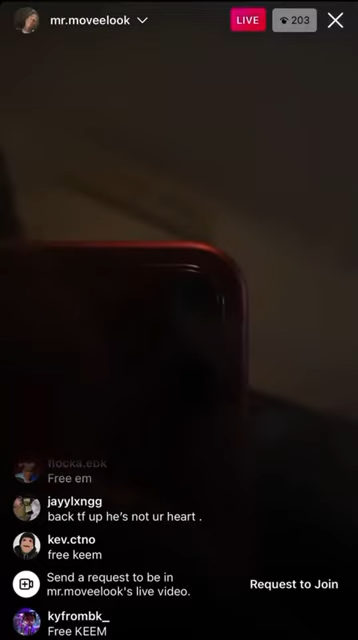 mr.moveelook
LIVE
203
flocka.ebk
Free em
jayylxngg
back tf up he's not ur heart .
kev.ctno
free keem
Send a request to be in
mr.moveelook's live video.
Request to Join
kyfrombk_
Free KEEM